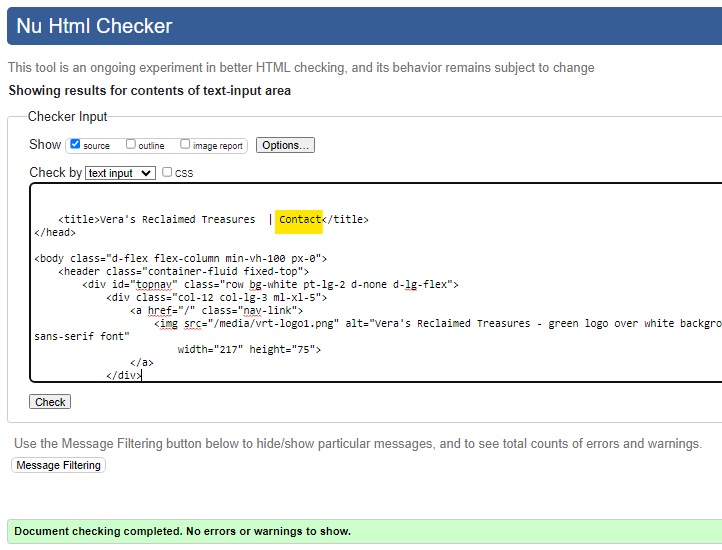 Nu Html Checker
This tool is an ongoing experiment in better HTML checking, and its behavior remains subject to change
Showing results for contents of text-input area
Checker Input
Show source outline image report Options...
Check by text input CSS
<title>Vera's Reclaimed Treasures | Contact</title>
</head>
<body class="d-flex flex-column min-vh-100 px-0">
<header class="container-fluid fixed-top">
<div id="topnav" class="row bg-white pt-lg-2 d-none d-lg-flex">
<div class="col-12 col-lg-3 ml-xl-5">
<a href="/" class="nav-link">
<img src="/media/vrt-logo1.png" alt="Vera's Reclaimed Treasures - green logo over white backgro
sans-serif font"
width="217" height="75">
</a>
</div>
Check
Use the Message Filtering button below to hide/show particular messages, and to see total counts of errors and warnings.
Message Filtering
Document checking completed. No errors or warnings to show.